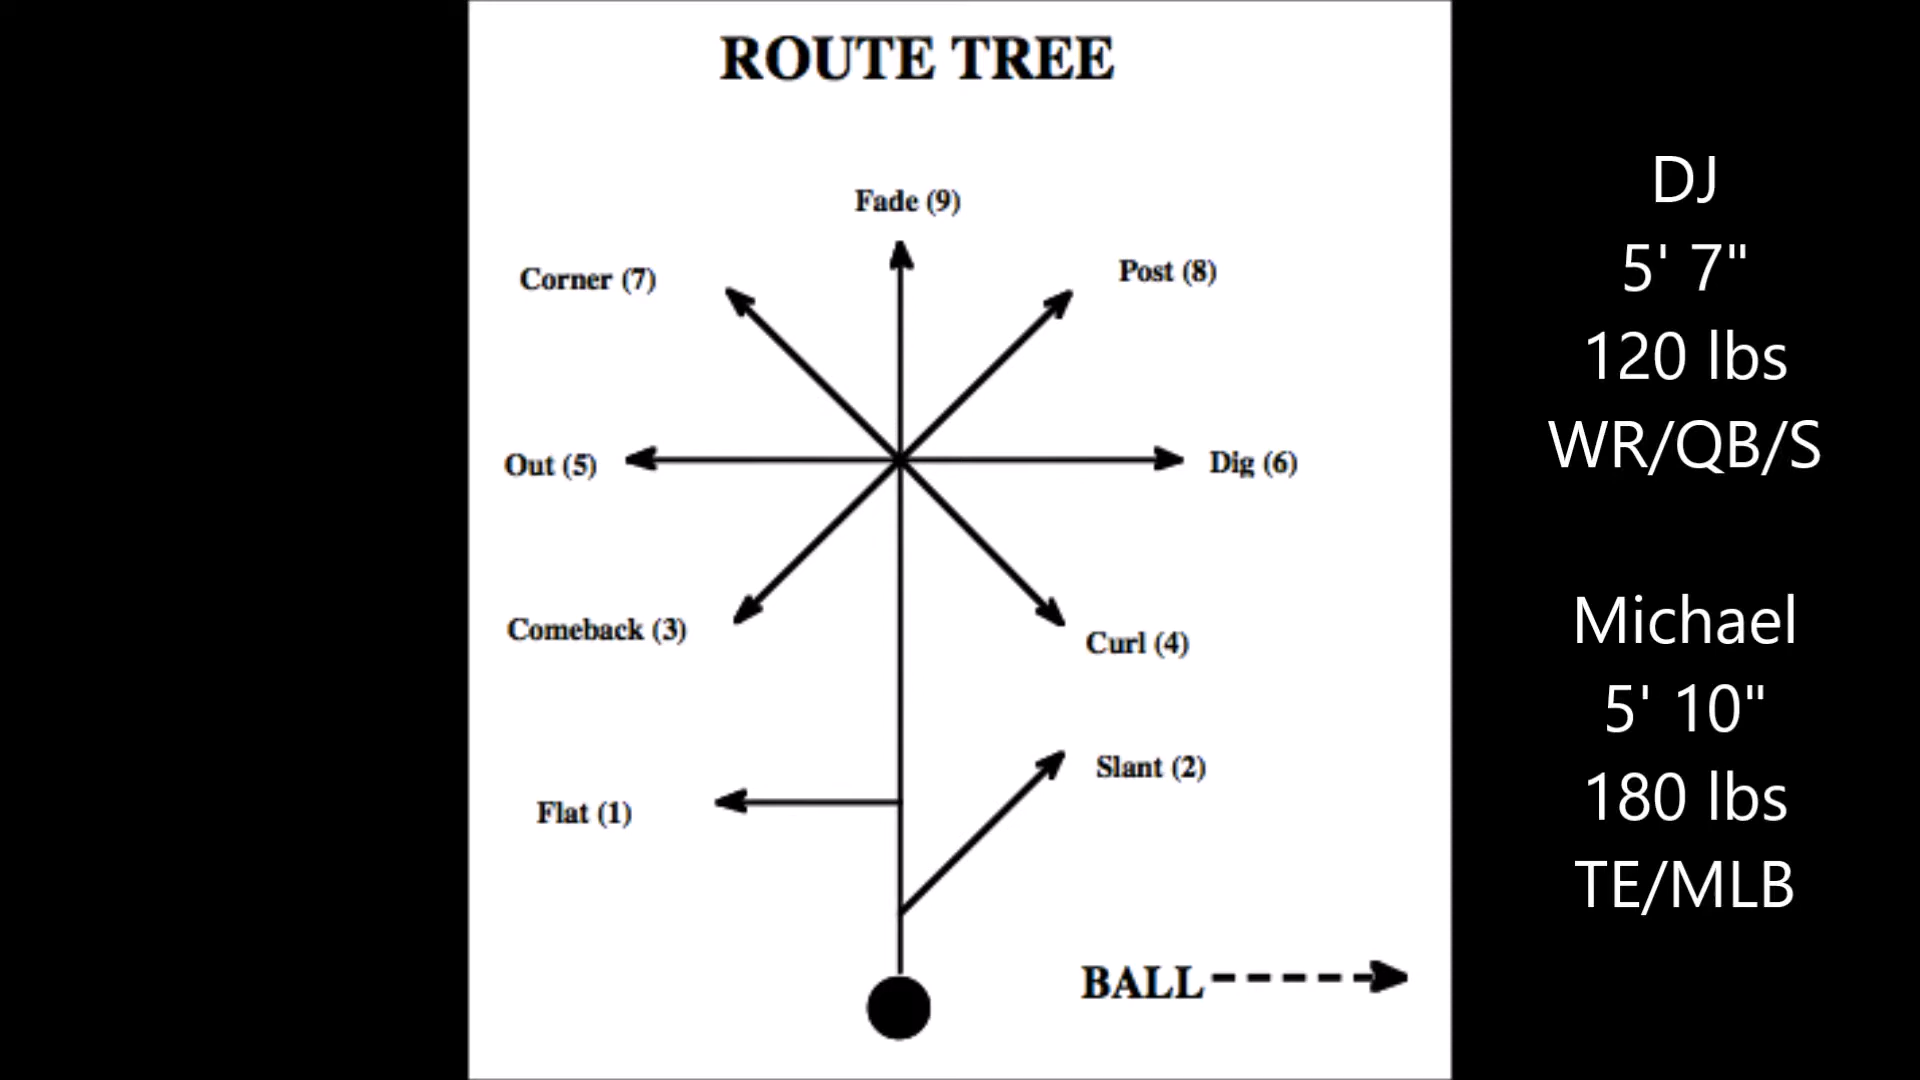 ROUTE TREE
Fade (9)
Corner (7)
Post (8)
Out (5)
Dig (6)
Comeback (3)
Curl (4)
Slant (2)
Flat (1)
BALL
DJ
5' 7"
120 lbs
WR/QB/S
Michael
5' 10"
180 lbs
TE/MLB